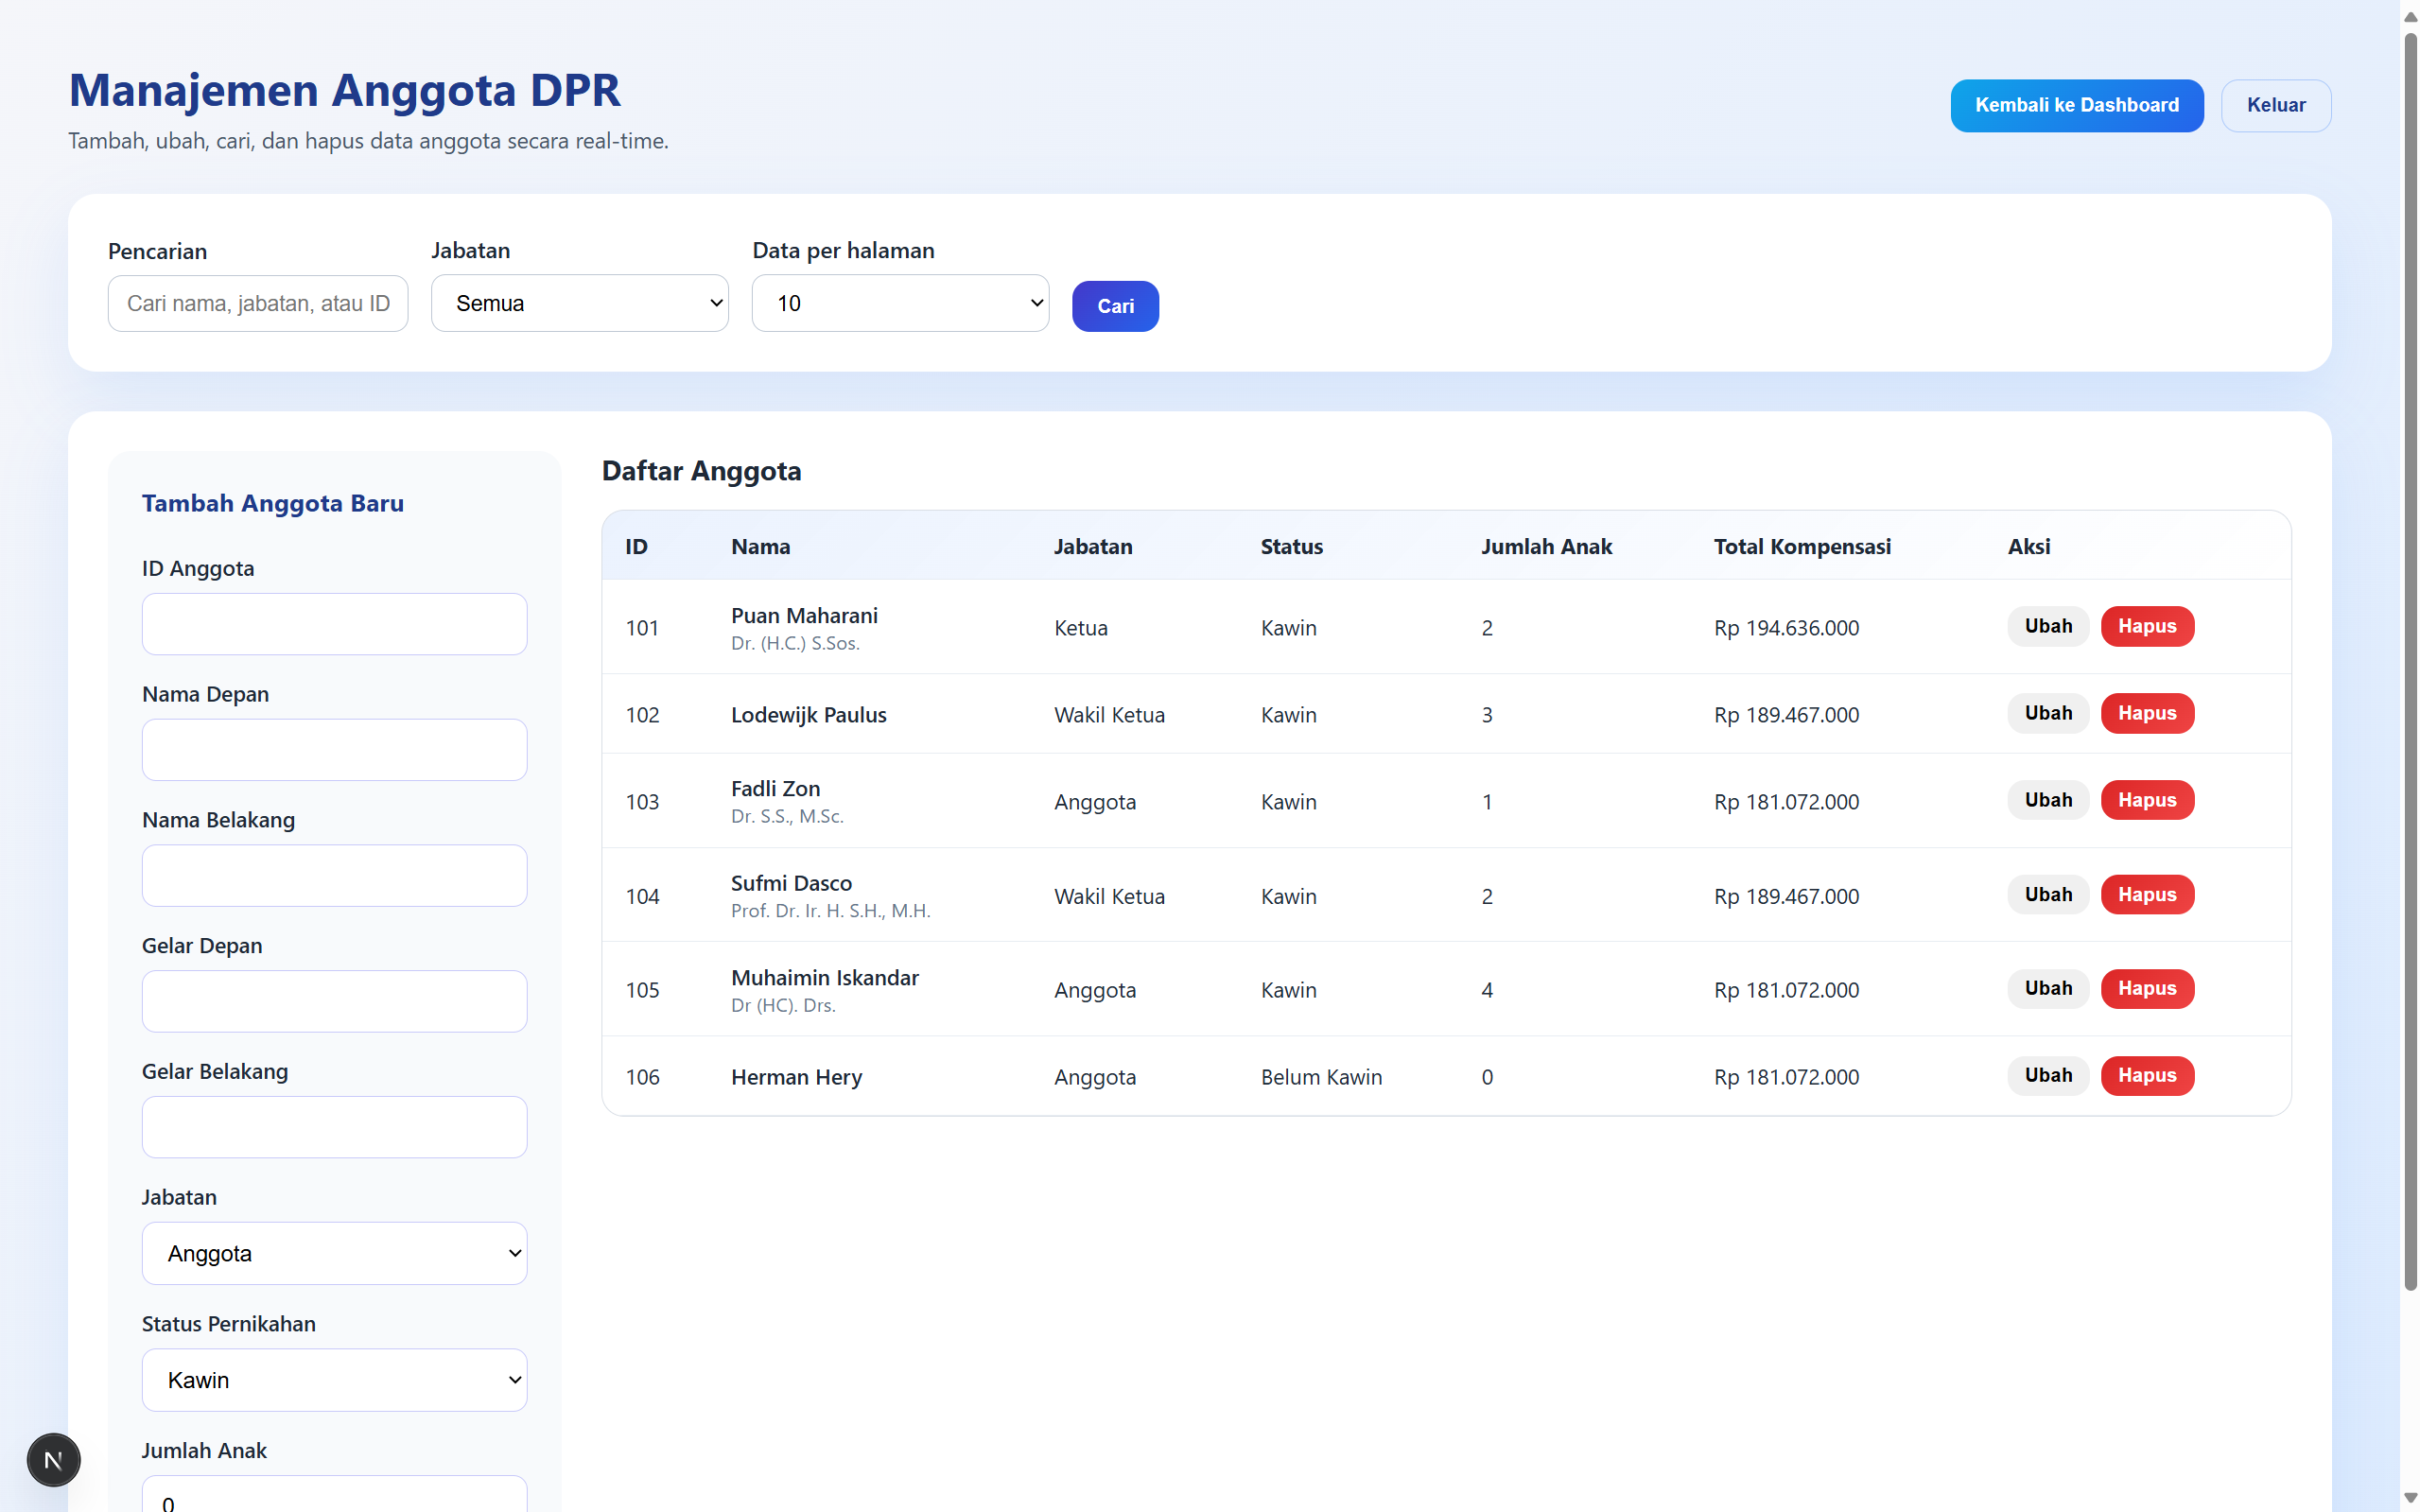 Manajemen Anggota DPR
Tambah, ubah, cari, dan hapus data anggota secara real-time.
Kembali ke Dashboard
Keluar
Pencarian
Jabatan
Data per halaman
Cari nama, jabatan, atau ID
Semua
10
Cari
Tambah Anggota Baru
ID Anggota
Nama Depan
Nama Belakang
Gelar Depan
Gelar Belakang
Jabatan
Anggota
Status Pernikahan
Kawin
Jumlah Anak
0
Daftar Anggota
ID Nama Jabatan Status Jumlah Anak Total Kompensasi Aksi
101 Puan Maharani Ketua Kawin 2 Rp 194.636.000 Ubah Hapus
Dr. (H.C.) S.Sos.
102 Lodewijk Paulus Wakil Ketua Kawin 3 Rp 189.467.000 Ubah Hapus
103 Fadli Zon Anggota Kawin 1 Rp 181.072.000 Ubah Hapus
Dr. S.S., M.Sc.
104 Sufmi Dasco Wakil Ketua Kawin 2 Rp 189.467.000 Ubah Hapus
Prof. Dr. Ir. H. S.H., M.H.
105 Muhaimin Iskandar Anggota Kawin 4 Rp 181.072.000 Ubah Hapus
Dr (HC). Drs.
106 Herman Hery Anggota Belum Kawin 0 Rp 181.072.000 Ubah Hapus
N